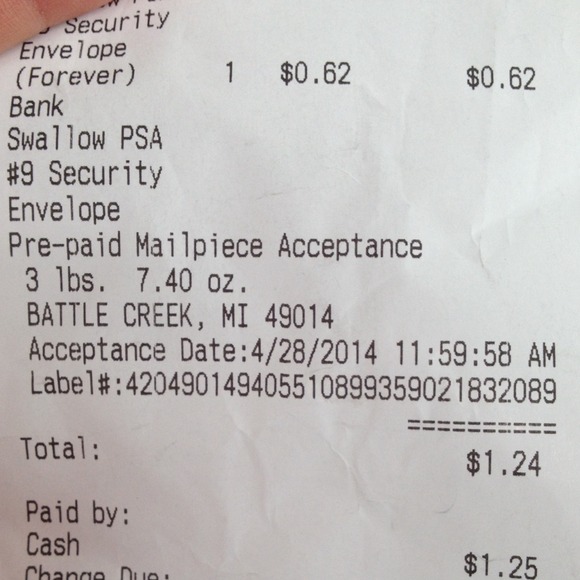 Security
Envelope
(Forever) 1 $0.62 $0.62
Bank
Swallow PSA
#9 Security
Envelope
Pre-paid Mailpiece Acceptance
3 lbs. 7.40 oz.
BATTLE CREEK, MI 49014
Acceptance Date:4/28/2014 11:59:58 AM
Label#:420490149405510899359021832089
==========
Total: $1.24
Paid by:
Cash $1.25
Change Due: